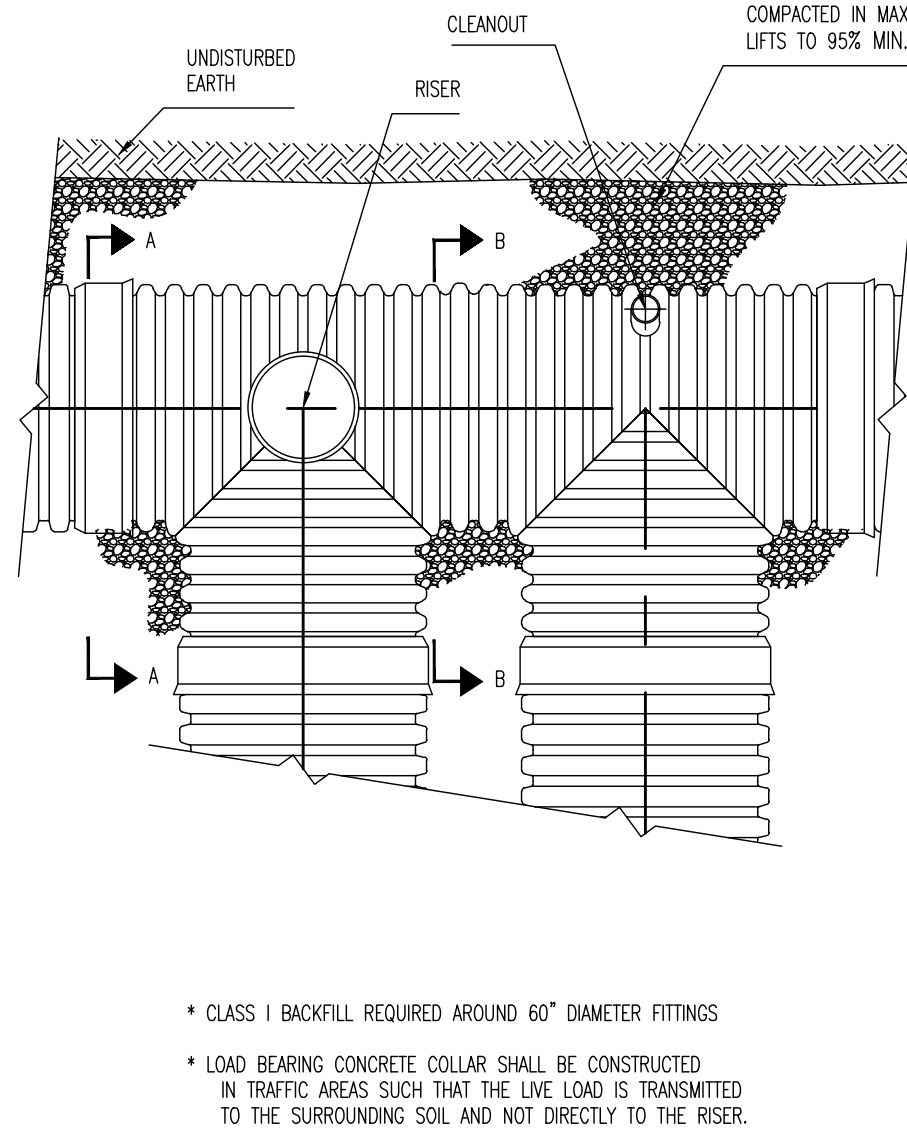 COMPACTED IN MAX
LIFTS TO 95% MIN.
CLEANOUT
UNDISTURBED
EARTH
RISER
A
B
A
B
* CLASS I BACKFILL REQUIRED AROUND 60" DIAMETER FITTINGS
* LOAD BEARING CONCRETE COLLAR SHALL BE CONSTRUCTED
IN TRAFFIC AREAS SUCH THAT THE LIVE LOAD IS TRANSMITTED
TO THE SURROUNDING SOIL AND NOT DIRECTLY TO THE RISER.